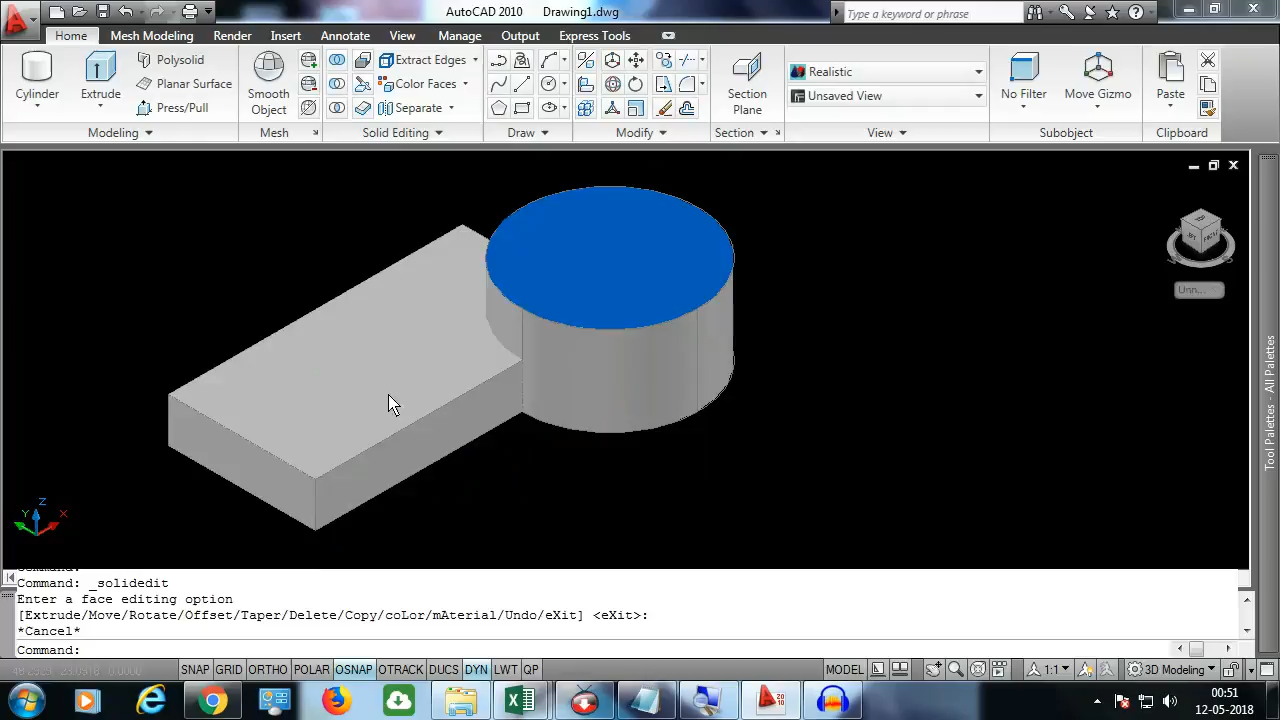 AutoCAD 2010 Drawing1.dwg
Type a keyword or phrase
Home Mesh Modeling Render Insert Annotate View Manage Output Express Tools
Cylinder
Extrude
Polysolid
Planar Surface
Press/Pull
Smooth
Object
Extract Edges
Color Faces
Separate
Section
Plane
Realistic
Unsaved View
No Filter
Move Gizmo
Paste
Modeling
Mesh
Solid Editing
Draw
Modify
Section
View
Subobject
Clipboard
Unn...
Tool Palettes - All Palettes
Z
Y
X
Command: _solidedit
Enter a face editing option
[Extrude/Move/Rotate/Offset/Taper/Delete/Copy/coLor/mAterial/Undo/eXit] <eXit>:
*Cancel*
Command:
SNAP GRID ORTHO POLAR OSNAP OTRACK DUCS DYN LWT QP
MODEL
1:1
3D Modeling
00:51
12-05-2018